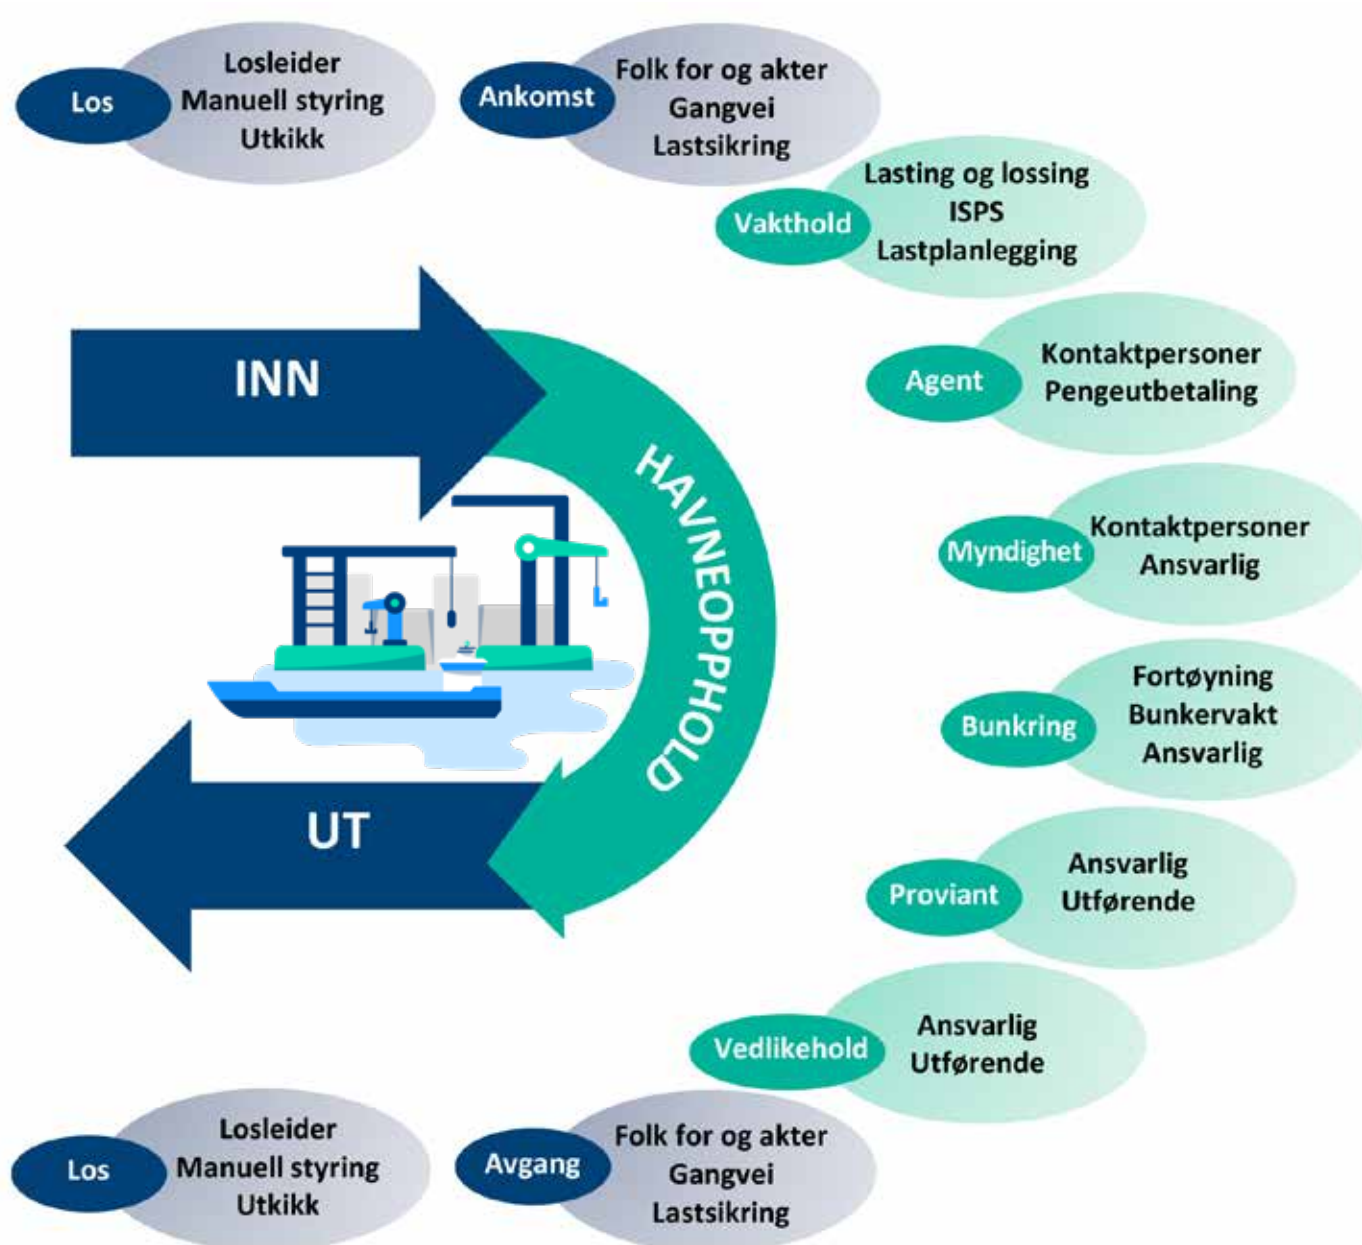 Los
Losleider
Manuell styring
Utkikk
Ankomst
Folk for og akter
Gangvei
Lastsikring
Vakthold
Lasting og lossing
ISPS
Lastplanlegging
INN
HAVNEOPPHOLD
UT
Agent
Kontaktpersoner
Pengeutbetaling
Myndighet
Kontaktpersoner
Ansvarlig
Bunkring
Fortøyning
Bunkervakt
Ansvarlig
Proviant
Ansvarlig
Utførende
Vedlikehold
Ansvarlig
Utførende
Los
Losleider
Manuell styring
Utkikk
Avgang
Folk for og akter
Gangvei
Lastsikring